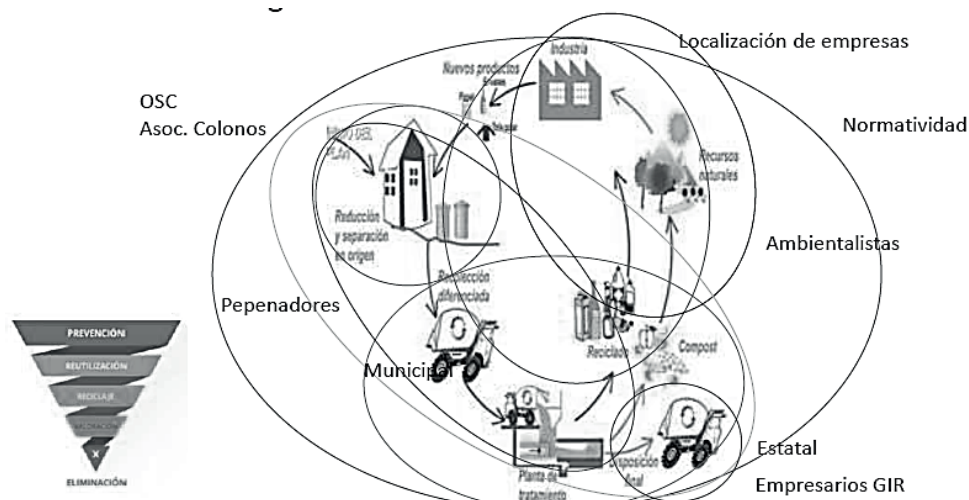 Localización de empresas
Industria
Nuevos productos
OSC
Asoc. Colonos
Normatividad
Recursos
naturales
Reducción
y separación
en origen
Ambientalistas
Recolección
diferenciada
Pepenadores
PREVENCIÓN
REUTILIZACIÓN
RECICLAJE
X
ELIMINACIÓN
Municipal
Reciclado
Compost
Estatal
Disposición
final
Planta de
tratamiento
Empresarios GIR